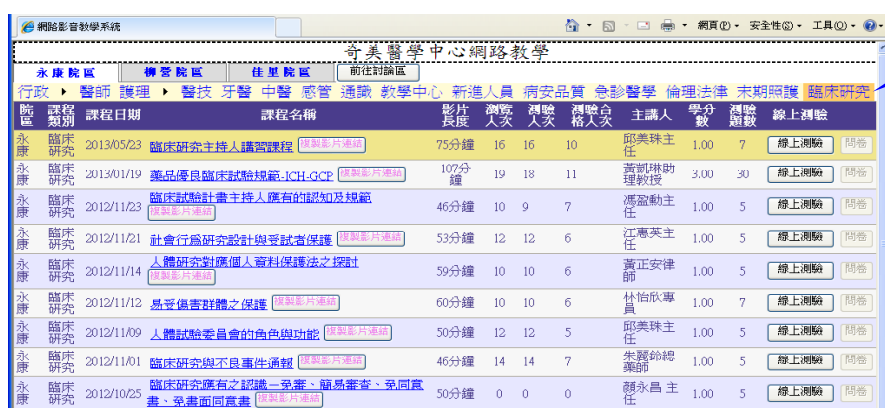 網路影音教學系統
網頁(P) 安全性(S) 工具(O)
奇美醫學中心網路教學
永康院區 柳營院區 佳里院區 前往討論區
行政 醫師 護理 醫技 牙醫 中醫 感管 通識 教學中心 新進人員 病安品質 急診醫學 倫理法律 末期照護 臨床研究
院區 課程類別 課程日期 課程名稱 影片長度 瀏覽人次 測驗人次 測驗合格人次 主講人 學分數 測驗題數 線上測驗
永康 臨床研究 2013/05/23 臨床研究主持人講習課程 複製影片連結 75分鐘 16 16 10 邱美珠主任 1.00 7 線上測驗 問卷
永康 臨床研究 2013/01/19 藥品優良臨床試驗規範-ICH-GCP 複製影片連結 107分鐘 19 18 11 黃凱琳助理教授 3.00 30 線上測驗 問卷
永康 臨床研究 2012/11/23 臨床試驗計畫主持人應有的認知及規範 複製影片連結 46分鐘 10 9 7 馮盈勳主任 1.00 5 線上測驗 問卷
永康 臨床研究 2012/11/21 社會行為研究設計與受試者保護 複製影片連結 53分鐘 12 12 6 江惠英主任 1.00 5 線上測驗 問卷
永康 臨床研究 2012/11/14 人體研究對應個人資料保護法之探討 複製影片連結 59分鐘 10 10 6 黃正安律師 1.00 5 線上測驗 問卷
永康 臨床研究 2012/11/12 易受傷害群體之保護 複製影片連結 60分鐘 10 10 6 林怡欣專員 1.00 7 線上測驗 問卷
永康 臨床研究 2012/11/09 人體試驗委員會的角色與功能 複製影片連結 50分鐘 12 12 5 邱美珠主任 1.00 5 線上測驗 問卷
永康 臨床研究 2012/11/01 臨床研究與不良事件通報 複製影片連結 46分鐘 14 14 7 朱麗鈴總藥師 1.00 5 線上測驗 問卷
永康 臨床研究 2012/10/25 臨床研究應有之認識－免審、簡易審查、免同意書、免書面同意書 複製影片連結 50分鐘 0 0 0 顏永昌 主任 1.00 5 線上測驗 問卷